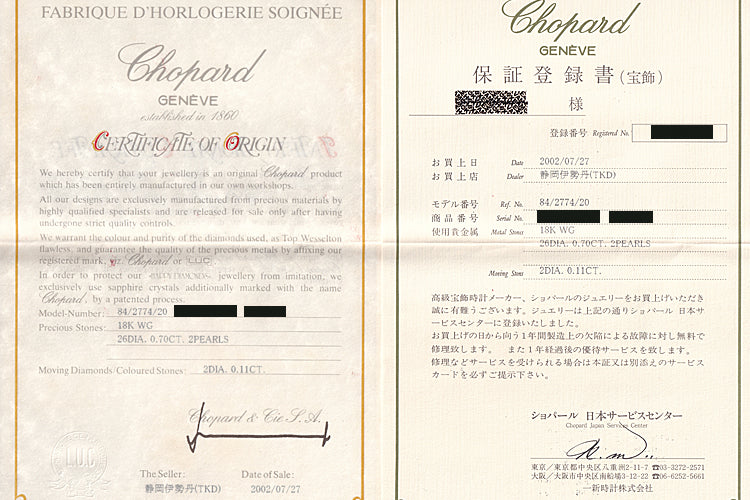 FABRIQUE D'HORLOGERIE SOIGNÉE
Chopard
GENÈVE
established in 1860
CERTIFICATE OF ORIGIN
We hereby certify that your jewellery is an original Chopard product
which has been entirely manufactured in our own workshops.
All our designs are exclusively manufactured from precious materials by
highly qualified specialists and are released for sale only after having
undergone strict quality controls.
We warrant the colour and purity of the diamonds used, as Top Wesselton
flawless, and guarantee the quality of the precious metals by affixing our
registered mark, Chopard or "L.U.C".
In order to protect our «HAPPY DIAMONDS» jewellery from imitation, we
exclusively use sapphire crystals additionally marked with the name
Chopard, by a patented process.
Model-Number: 84/2774/20
Precious Stones: 18K WG
26DIA. 0.70CT. 2PEARLS
Moving Diamonds/Coloured Stones: 2DIA. 0.11CT.
Chopard & Cie S.A.
LUC
The Seller: Date of Sale:
静岡伊勢丹(TKD) 2002/07/27
Chopard
GENÈVE
保証登録書(宝飾)
様
登録番号 Registered No.
お買上日 Date 2002/07/27
お買上店 Dealer 静岡伊勢丹(TKD)
モデル番号 Ref. No. 84/2774/20
商品番号 Serial No.
使用貴金属 Metal Stones 18K WG
26DIA. 0.70CT. 2PEARLS
Moving Stons 2DIA. 0.11CT.
高級宝飾時計メーカー、ショパールのジュエリーをお買上げいただき
誠に有難うございます。ジュエリーは上記の通りショパール 日本サ
ービスセンターに登録いたしました。
お買上げの日から向う1年間製造上の欠陥による故障に対し無料で
修理致します。 また1年経過後の優待サービスを致します。
修理などサービスを受けられる場合は本証又は別添えのサービス
カードを必ずご提示下さい。
ショパール 日本サービスセンター
Chopard Japan Services Center
東京/東京都中央区八重洲2-11-7 ☎03-3272-2571
大阪/大阪市中央区南船場3-12-22 ☎06-6252-5661
一新時計株式会社